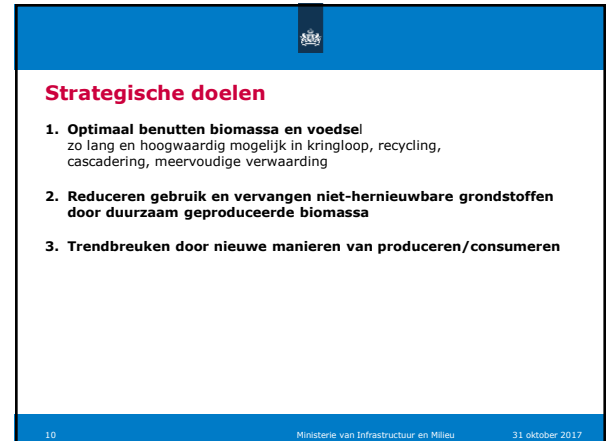 Strategische doelen
1. Optimaal benutten biomassa en voedsel
zo lang en hoogwaardig mogelijk in kringloop, recycling,
cascadering, meervoudige verwaarding
2. Reduceren gebruik en vervangen niet-hernieuwbare grondstoffen
door duurzaam geproduceerde biomassa
3. Trendbreuken door nieuwe manieren van produceren/consumeren
10 Ministerie van Infrastructuur en Milieu 31 oktober 2017